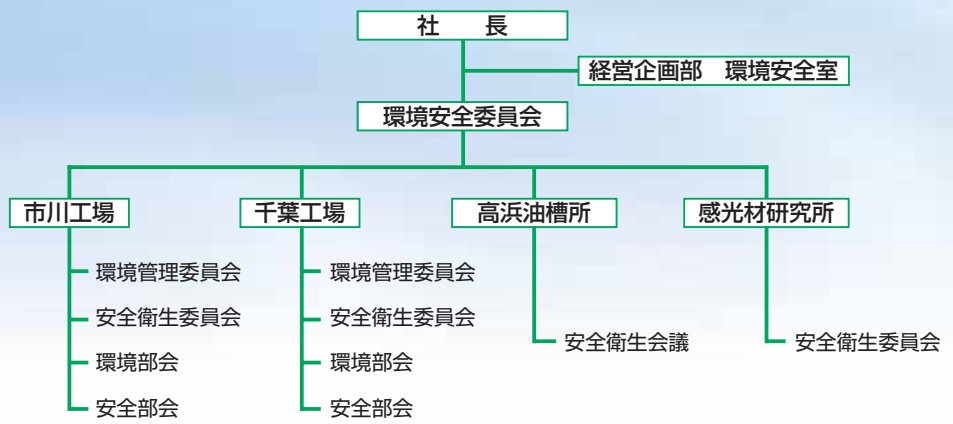 社　長
経営企画部　環境安全室
環境安全委員会
市川工場
千葉工場
高浜油槽所
感光材研究所
環境管理委員会
安全衛生委員会
環境部会
安全部会
環境管理委員会
安全衛生委員会
環境部会
安全部会
安全衛生会議
安全衛生委員会